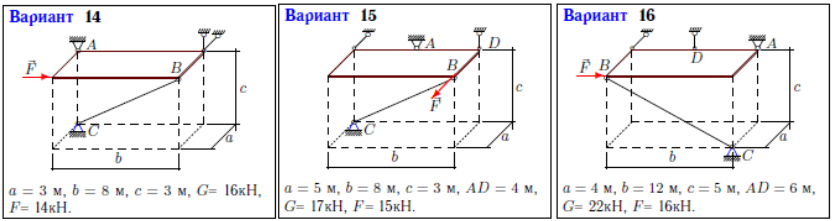 Вариант 14
A
F
B
c
C
a
b
a = 3 м, b = 8 м, c = 3 м, G= 16кН,
F= 14кН.
Вариант 15
A
D
B
F
c
C
a
b
a = 5 м, b = 8 м, c = 3 м, AD = 4 м,
G= 17кН, F= 15кН.
Вариант 16
A
F
B
D
c
a
C
b
a = 4 м, b = 12 м, c = 5 м, AD = 6 м,
G= 22кН, F= 16кН.